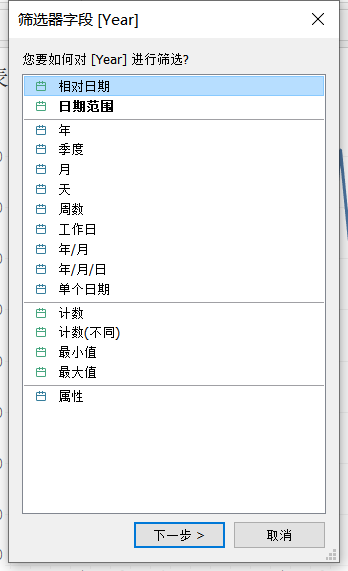 筛选器字段 [Year]
您要如何对 [Year] 进行筛选?
相对日期
日期范围
年
季度
月
天
周数
工作日
年/月
年/月/日
单个日期
计数
计数(不同)
最小值
最大值
属性
下一步 >
取消